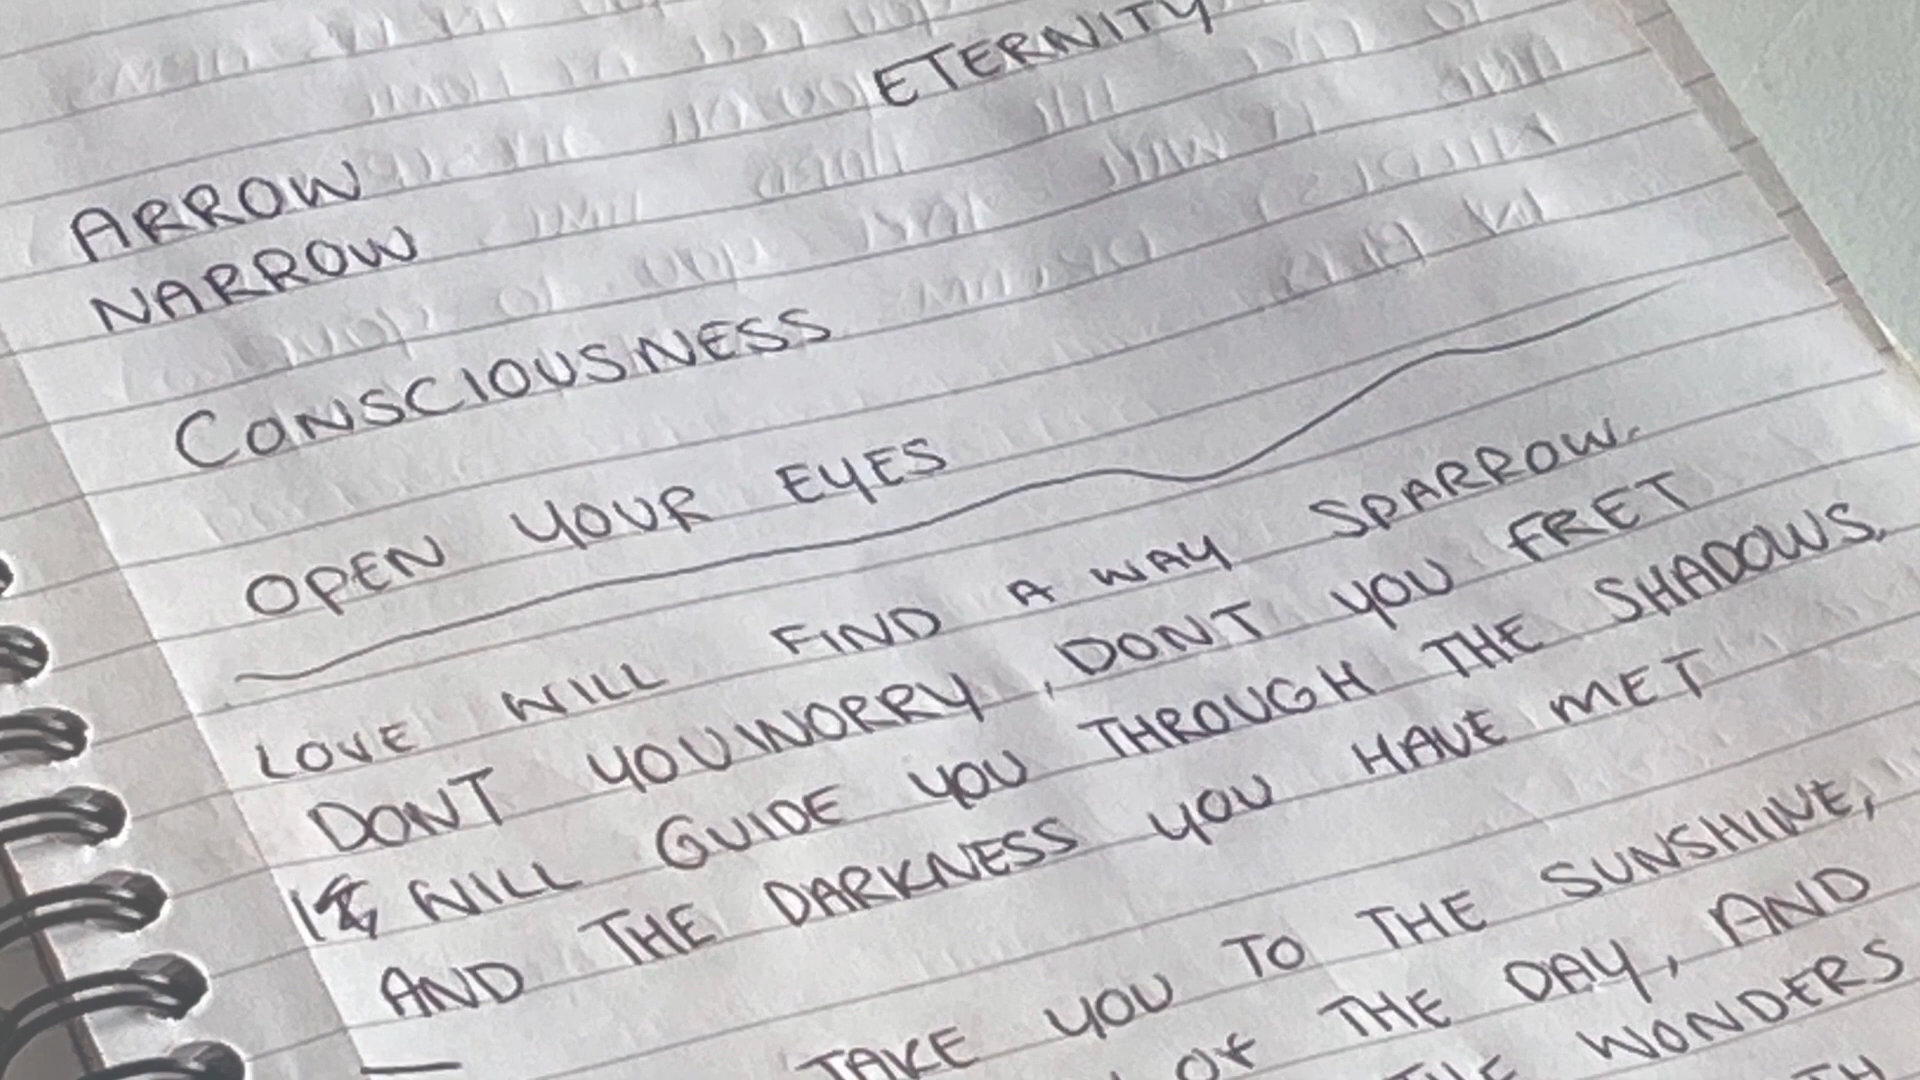 ETERNITY
ARROW
NARROW
CONSCIOUSNESS
OPEN YOUR EYES
LOVE WILL FIND A WAY SPARROW.
DONT YOU WORRY, DONT YOU FRET
I WILL GUIDE YOU THROUGH THE SHADOWS,
AND THE DARKNESS YOU HAVE MET
TAKE YOU TO THE SUNSHINE,
OF THE DAY, AND
THE WONDERS